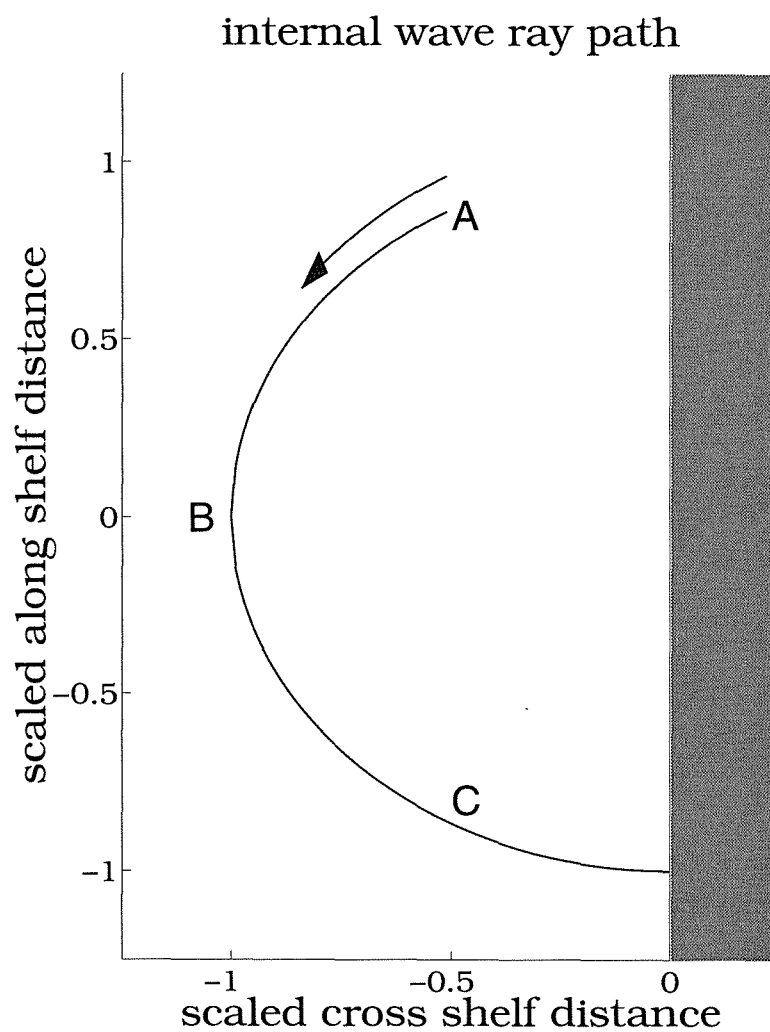 internal wave ray path
1
A
0.5
scaled along shelf distance
B
0
−0.5
C
−1
−1
−0.5
0
scaled cross shelf distance